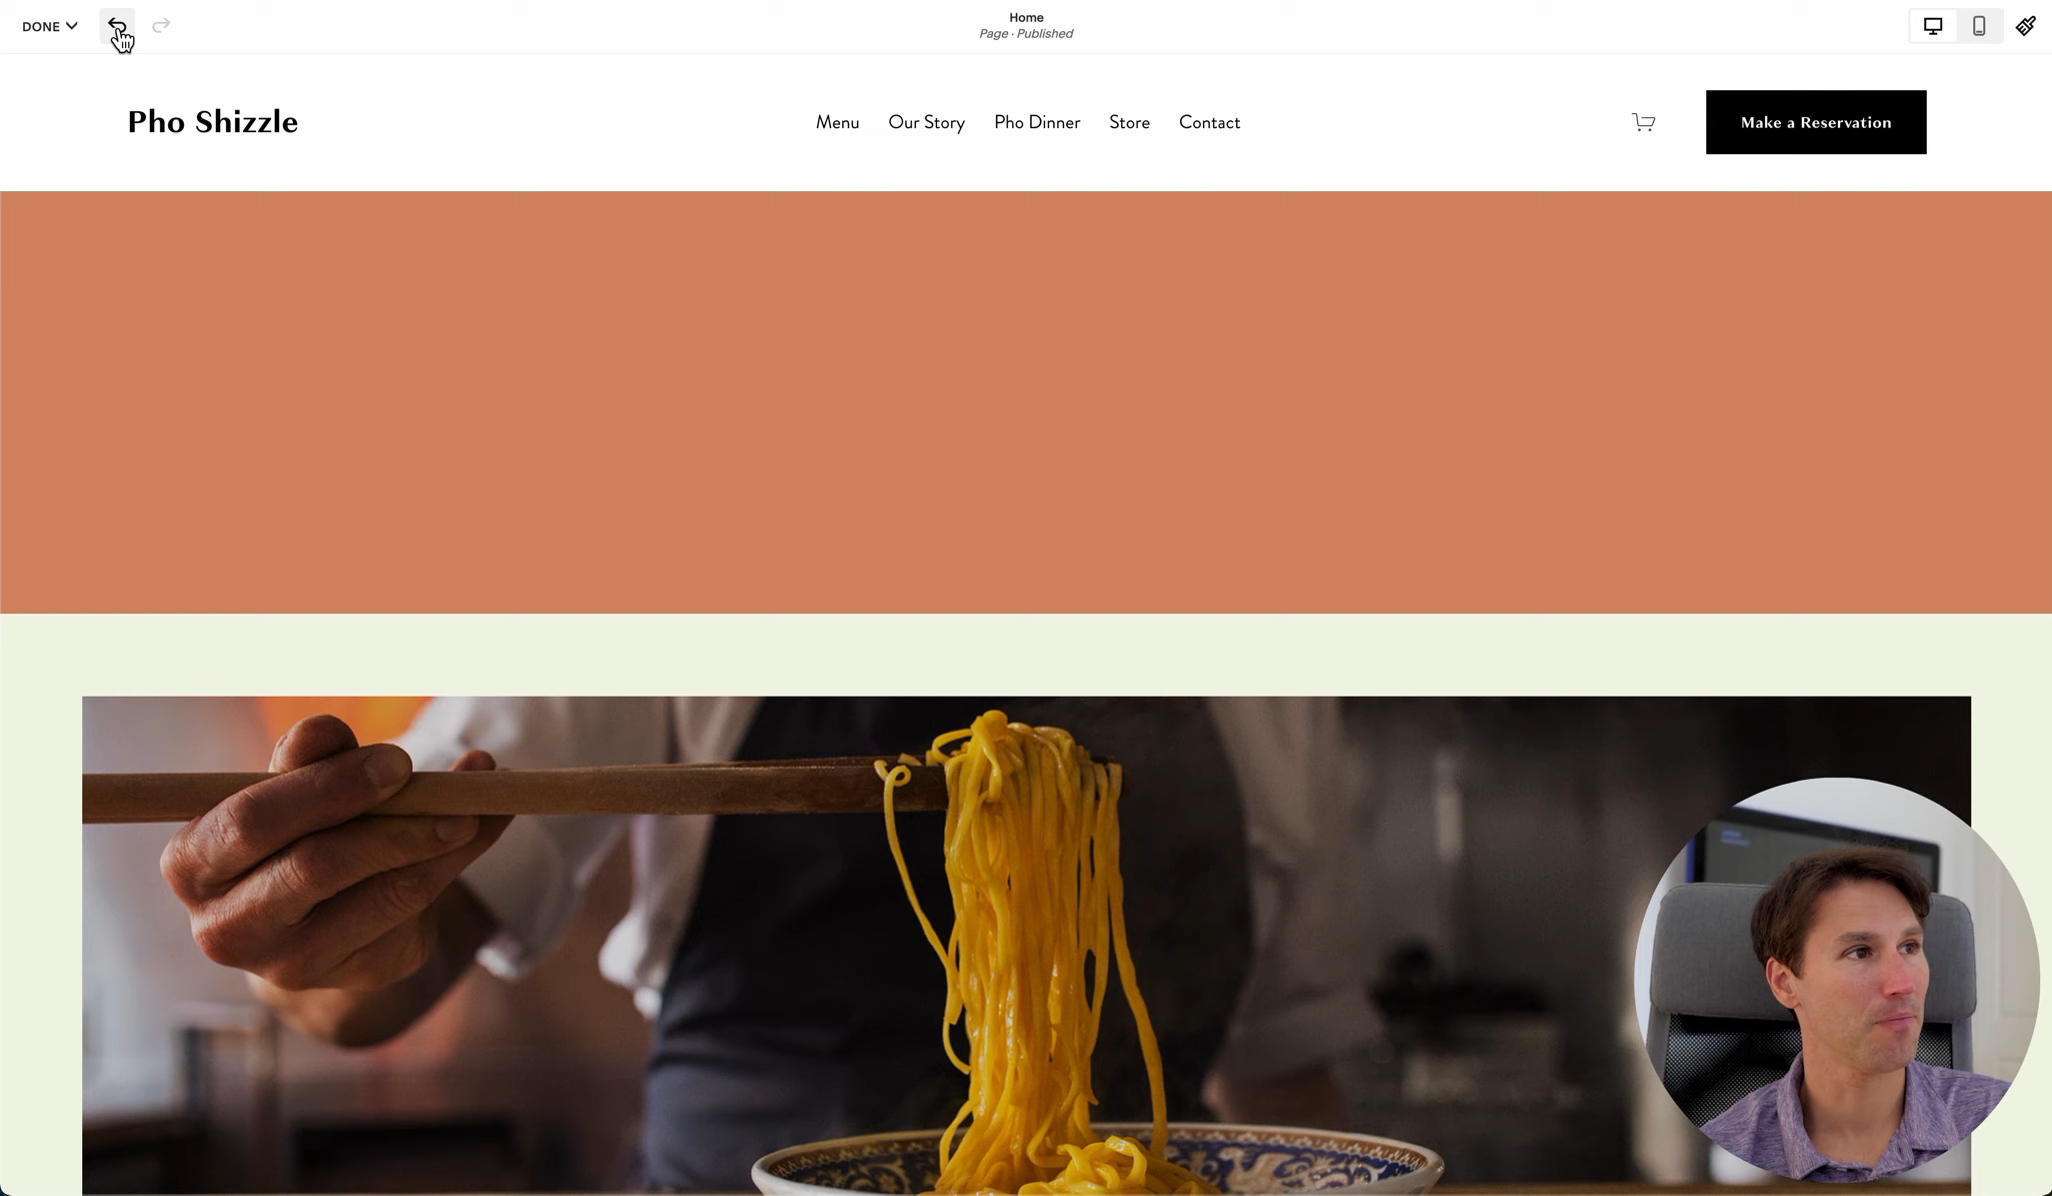 DONE
Home
Page · Published
Pho Shizzle
Menu
Our Story
Pho Dinner
Store
Contact
Make a Reservation